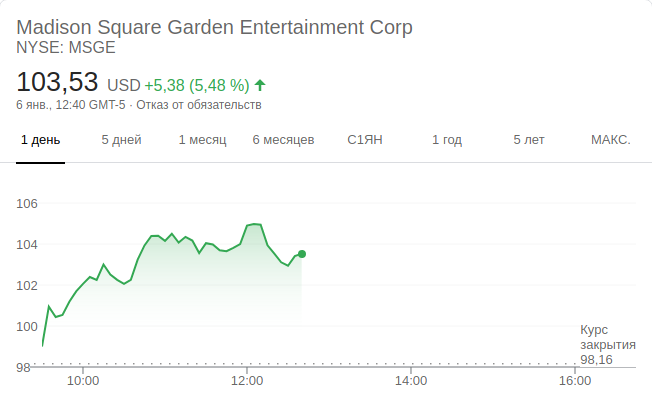 Madison Square Garden Entertainment Corp
NYSE: MSGE
103,53 USD +5,38 (5,48 %)
6 янв., 12:40 GMT-5 · Отказ от обязательств
1 день 5 дней 1 месяц 6 месяцев С1ЯН 1 год 5 лет МАКС.
106
104
102
100
98
Курс
закрытия
98,16
10:00 12:00 14:00 16:00